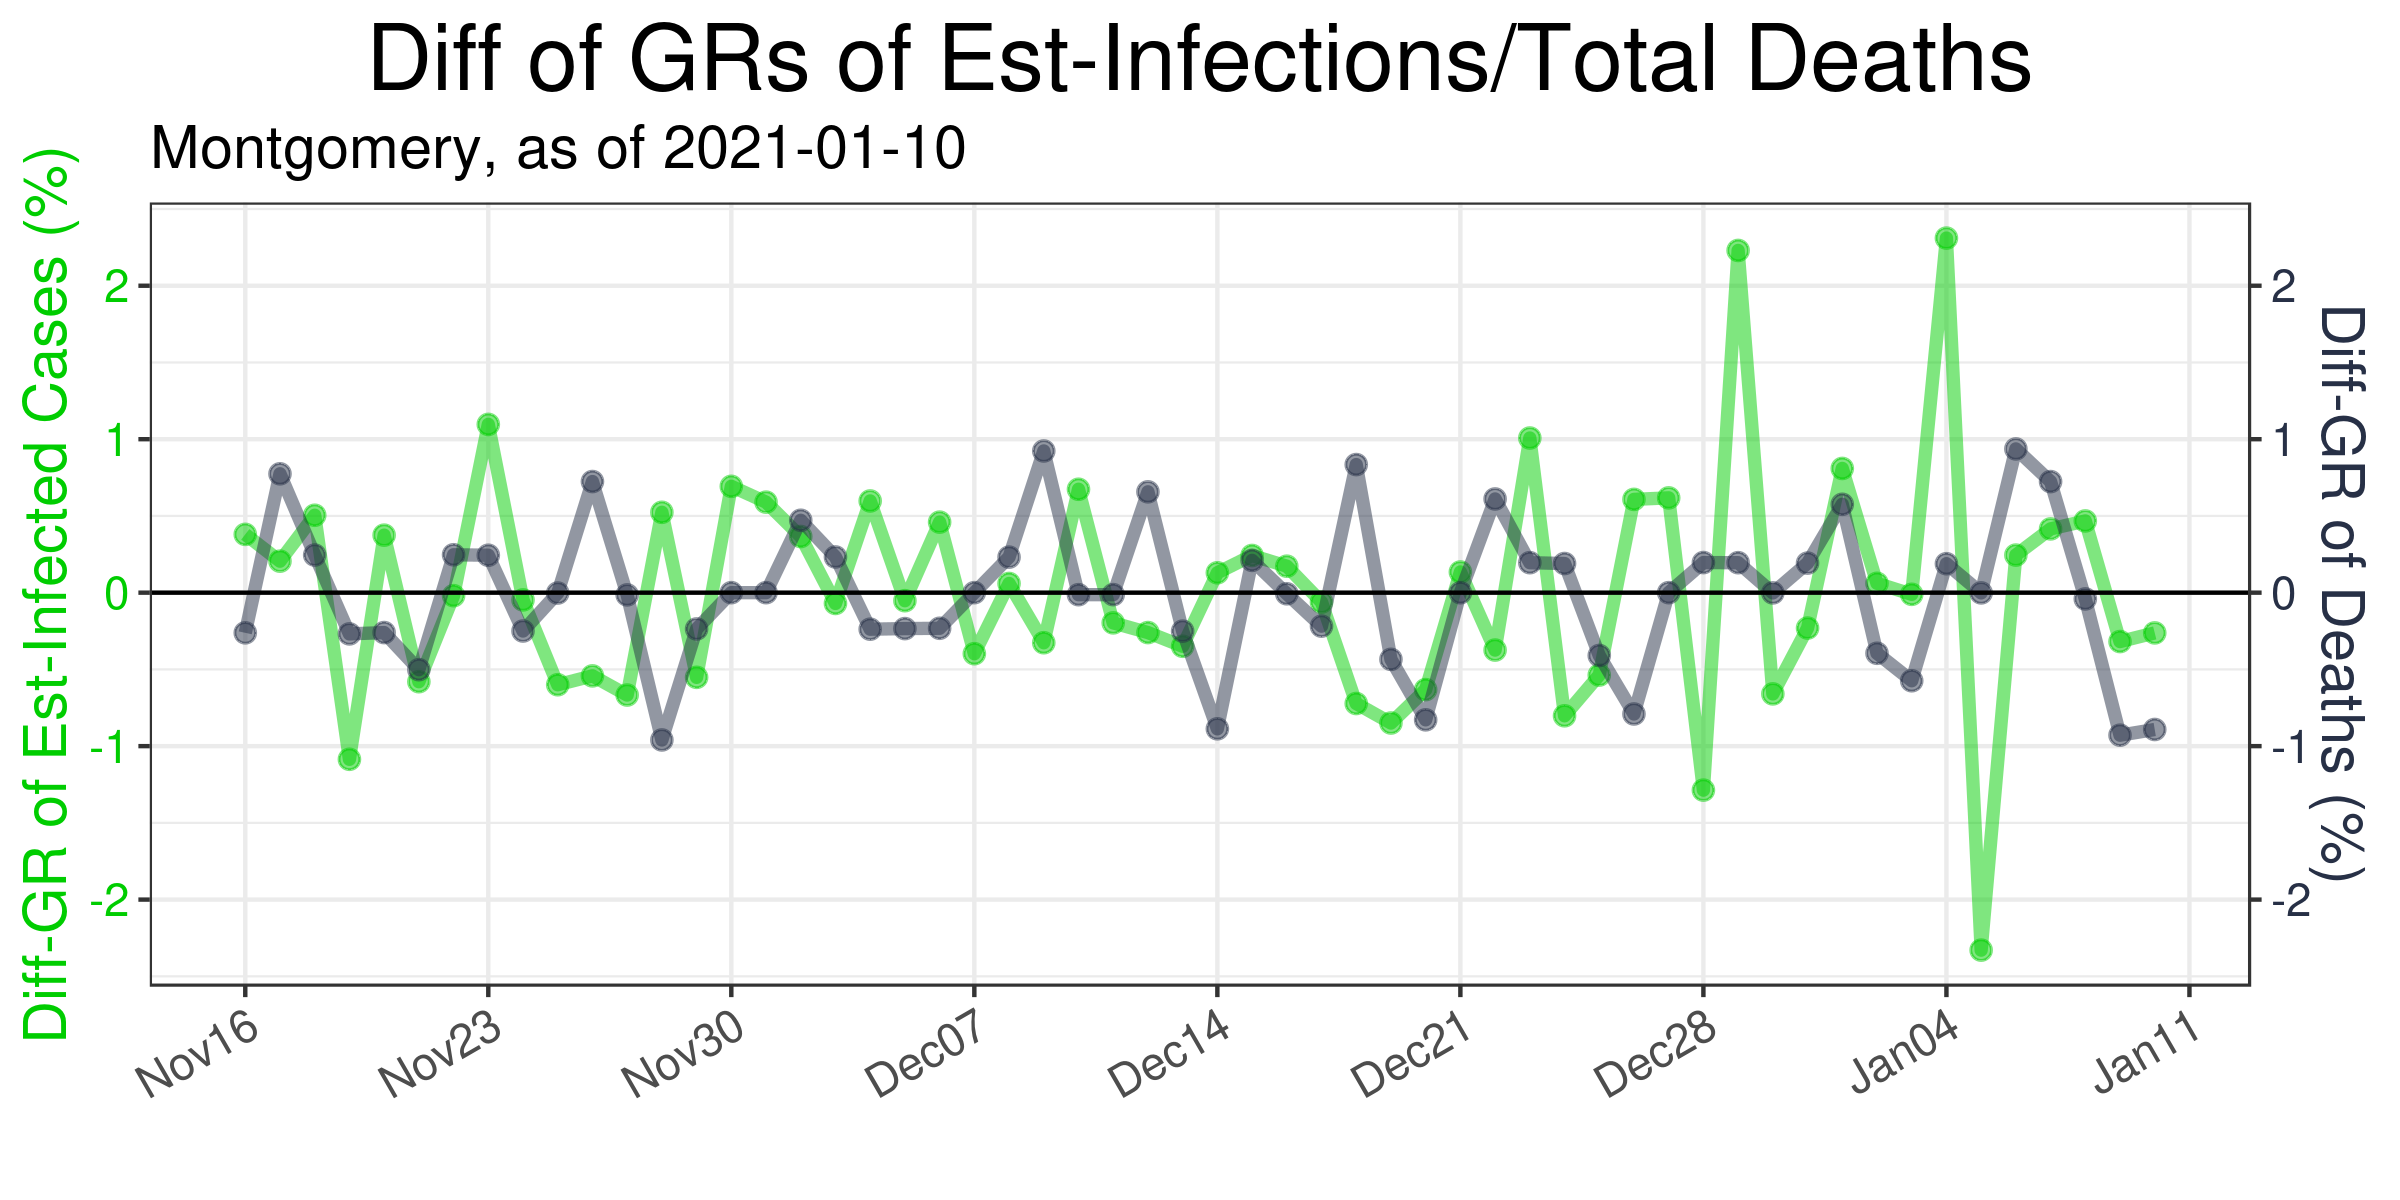 Diff of GRs of Est-Infections/Total Deaths
Montgomery, as of 2021-01-10
Diff-GR of Est-Infected Cases (%)
2
1
0
-1
-2
2
1
0
-1
-2
Diff-GR of Deaths (%)
Nov16
Nov23
Nov30
Dec07
Dec14
Dec21
Dec28
Jan04
Jan11